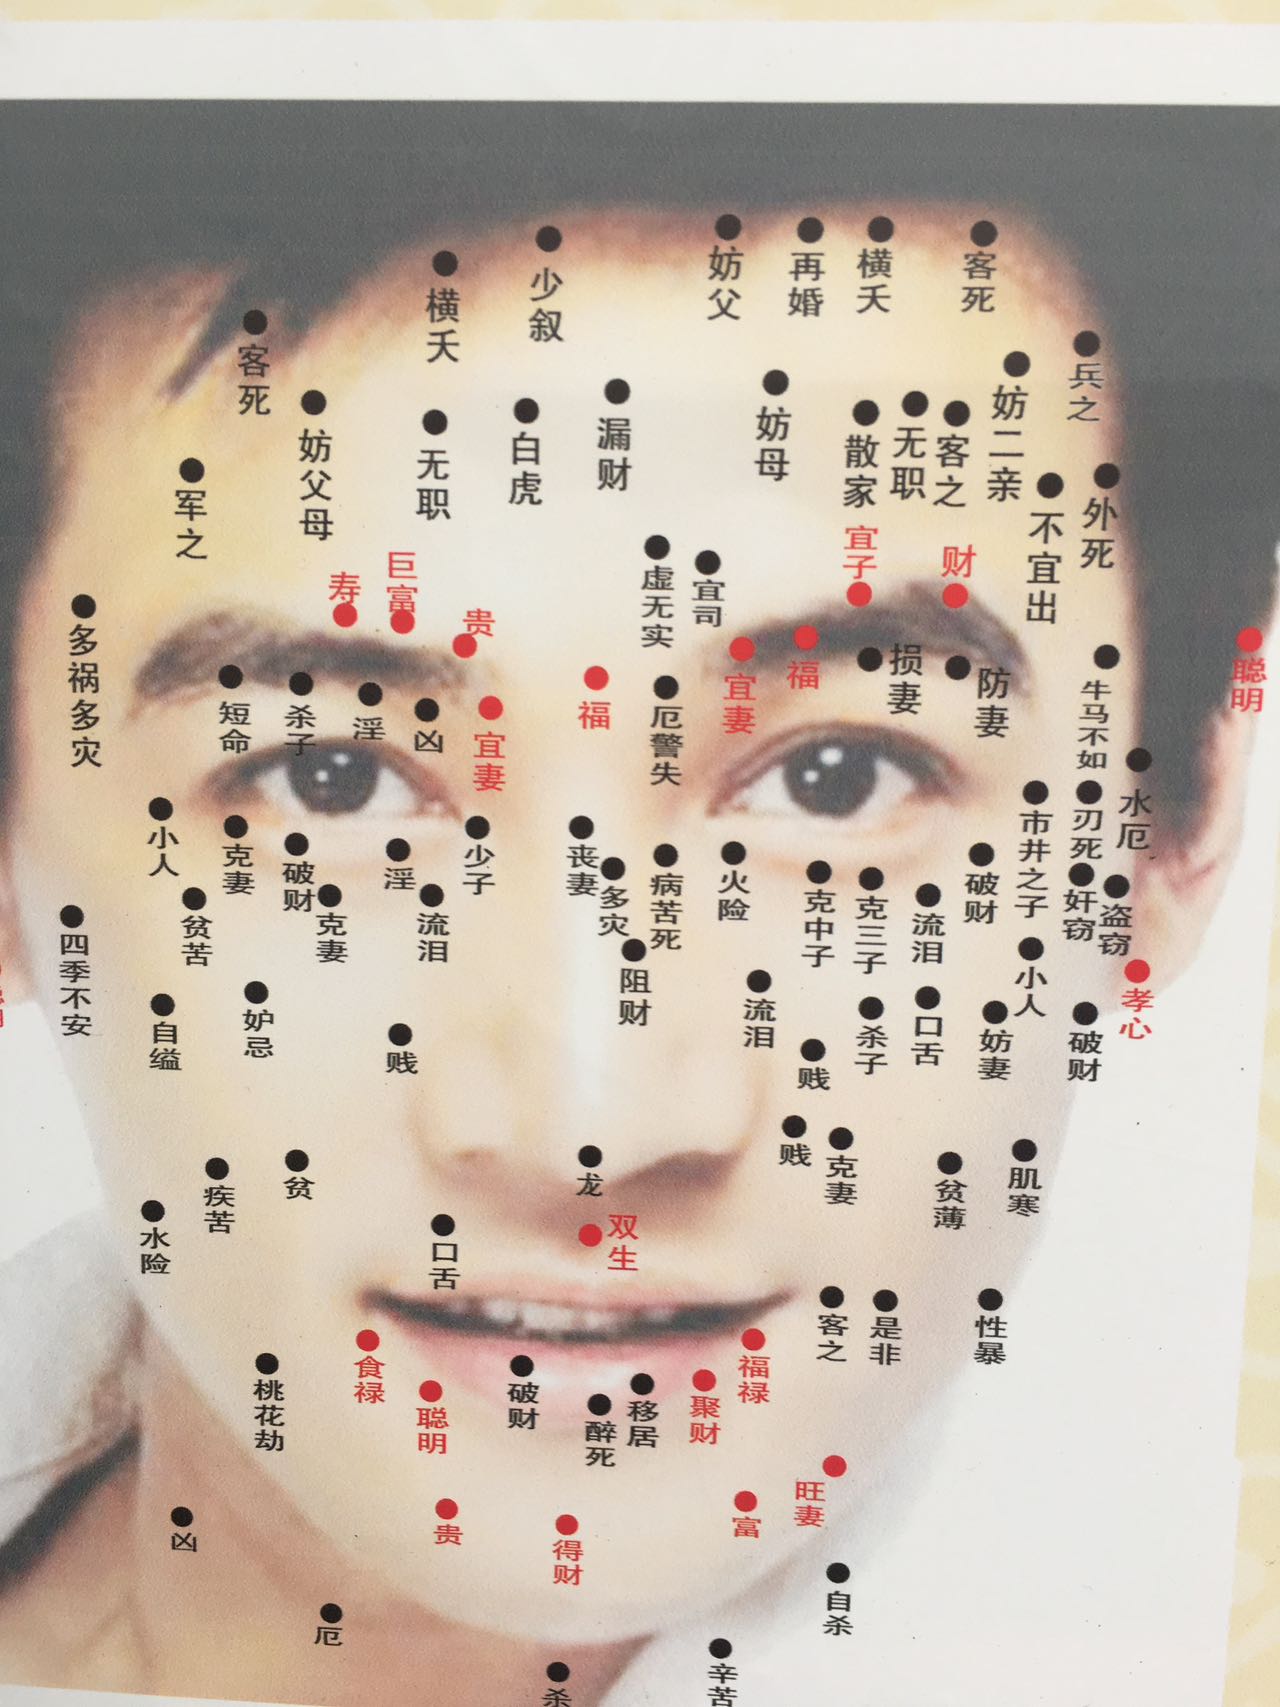 妨父
再婚
横夭
客死
少叙
横夭
客死
兵之
妨父母
无职
白虎
漏财
妨母
散家
无职
客之
妨二亲
不宜出
外死
军之
多祸多灾
寿
巨富
贵
虚无实
宜司
宜子
财
聪明
短命
杀子
淫
凶
宜妻
福
厄警失
宜妻
福
损妻
防妻
牛马不如
水厄
小人
克妻
破财
淫
少子
丧妻
多灾
病苦死
火险
克中子
克三子
流泪
破财
市井之子
刃死
奸窃
盗窃
贫苦
克妻
流泪
四季不安
阻财
小人
孝心
自缢
妒忌
贱
流泪
贱
杀子
口舌
妨妻
破财
疾苦
贫
龙
贱
克妻
贫薄
肌寒
水险
口舌
双生
客之
是非
性暴
桃花劫
食禄
聪明
破财
醉死
移居
聚财
福禄
凶
贵
得财
富
旺妻
厄
自杀
杀
辛苦